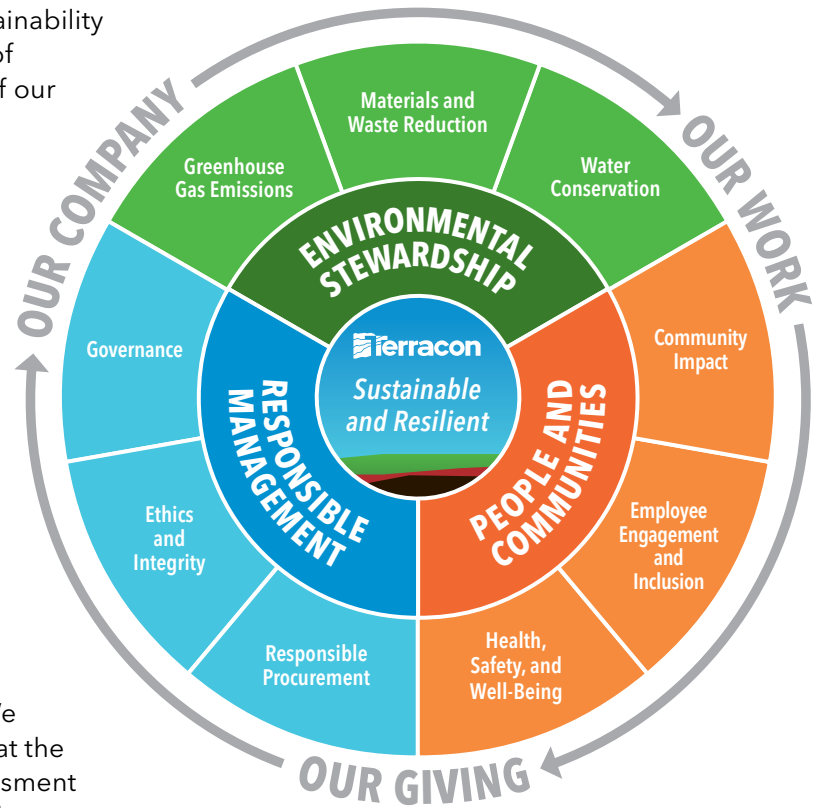 ainability
of
f our
OUR COMPANY
OUR WORK
OUR GIVING
Materials and
Waste Reduction
Greenhouse
Gas Emissions
Water
Conservation
ENVIRONMENTAL
STEWARDSHIP
Governance
Community
Impact
Terracon
Sustainable
and Resilient
RESPONSIBLE
MANAGEMENT
PEOPLE AND
COMMUNITIES
Ethics
and
Integrity
Employee
Engagement
and
Inclusion
Responsible
Procurement
Health,
Safety, and
Well-Being
at the
sment